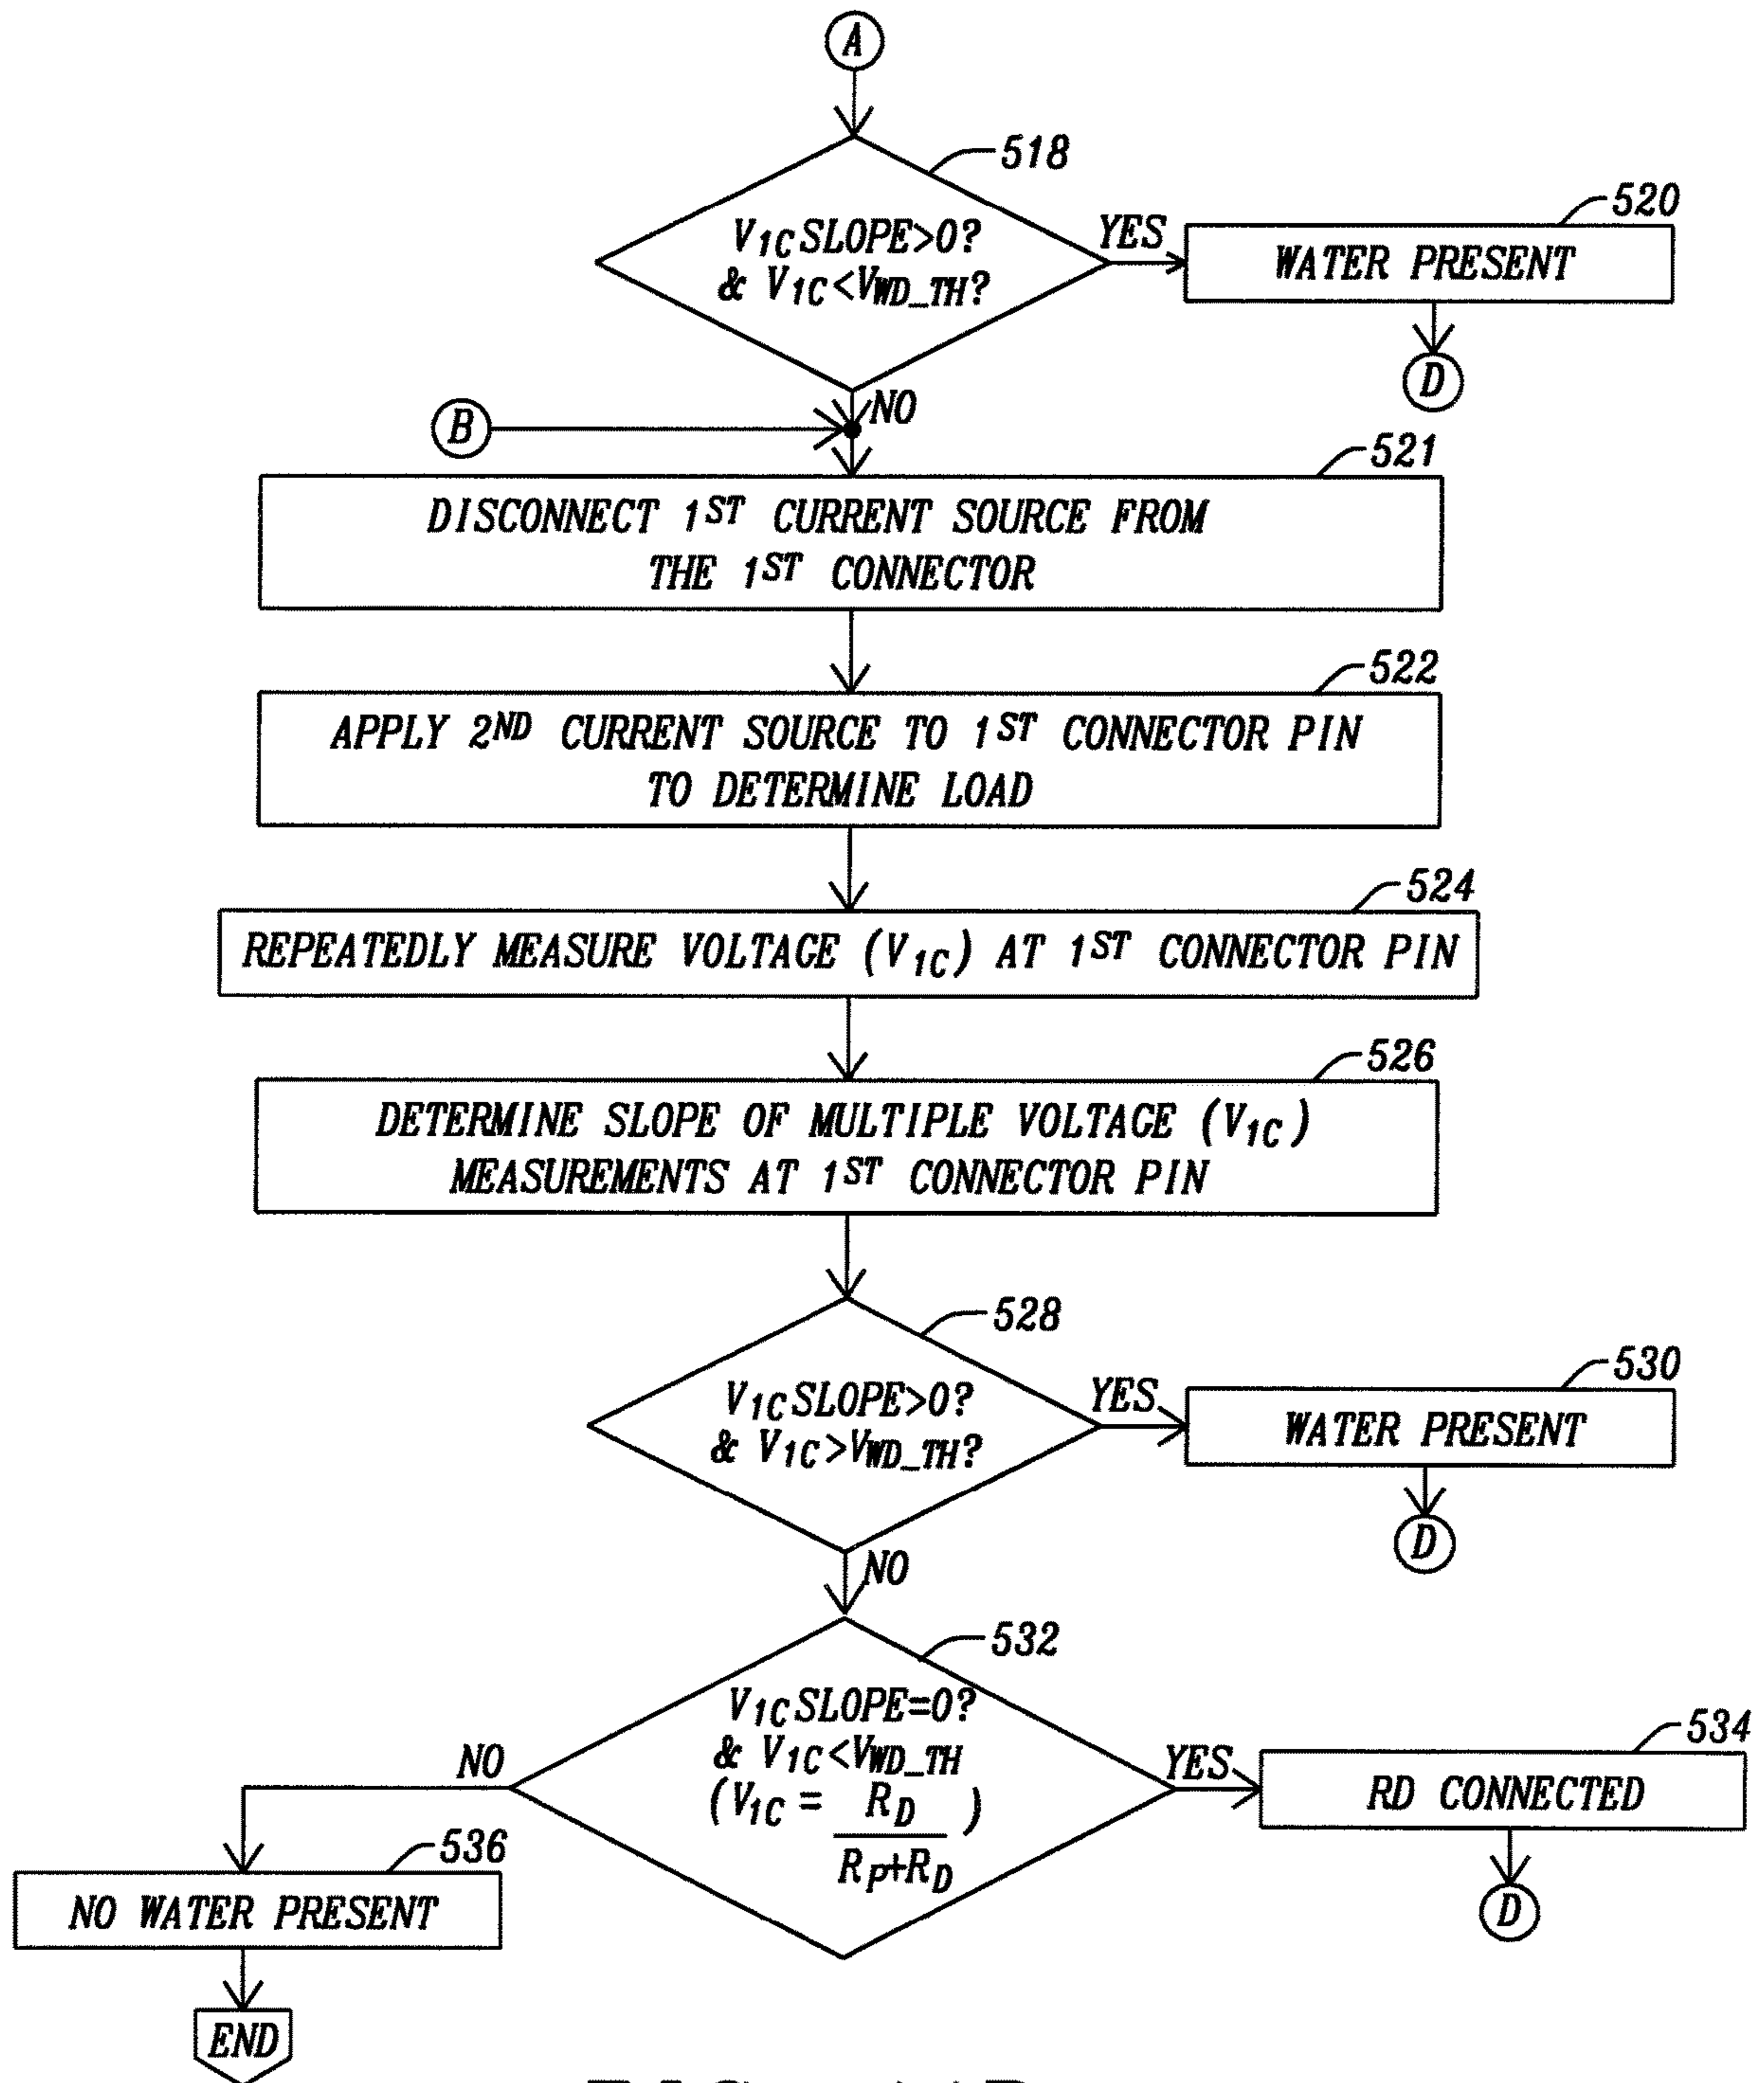 A
518
V1C SLOPE>0?
& V1C<VWD_TH?
YES
520
WATER PRESENT
D
NO
B
521
DISCONNECT 1ST CURRENT SOURCE FROM
THE 1ST CONNECTOR
522
APPLY 2ND CURRENT SOURCE TO 1ST CONNECTOR PIN
TO DETERMINE LOAD
524
REPEATEDLY MEASURE VOLTAGE (V1C) AT 1ST CONNECTOR PIN
526
DETERMINE SLOPE OF MULTIPLE VOLTAGE (V1C)
MEASUREMENTS AT 1ST CONNECTOR PIN
528
V1C SLOPE>0?
& V1C>VWD_TH?
YES
530
WATER PRESENT
D
NO
532
V1C SLOPE=0?
& V1C<VWD_TH
(V1C = RD )
RP+RD
YES
534
RD CONNECTED
D
NO
536
NO WATER PRESENT
END